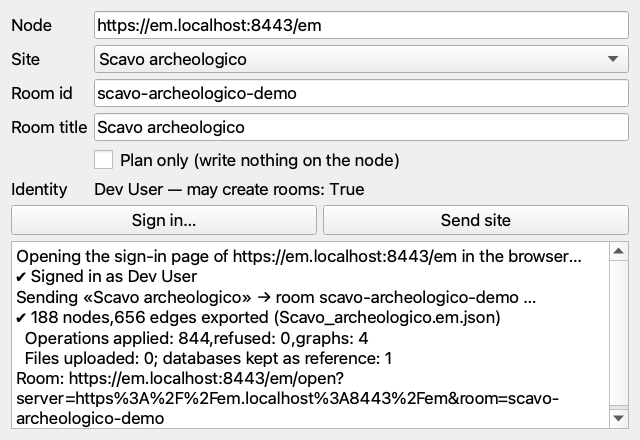 Node https://em.localhost:8443/em
Site Scavo archeologico
Room id scavo-archeologico-demo
Room title Scavo archeologico
Plan only (write nothing on the node)
Identity Dev User — may create rooms: True
Sign in... Send site
Opening the sign-in page of https://em.localhost:8443/em in the browser...
✔ Signed in as Dev User
Sending «Scavo archeologico» → room scavo-archeologico-demo ...
✔ 188 nodes,656 edges exported (Scavo_archeologico.em.json)
Operations applied: 844,refused: 0,graphs: 4
Files uploaded: 0; databases kept as reference: 1
Room: https://em.localhost:8443/em/open?
server=https%3A%2F%2Fem.localhost%3A8443%2Fem&room=scavo-
archeologico-demo